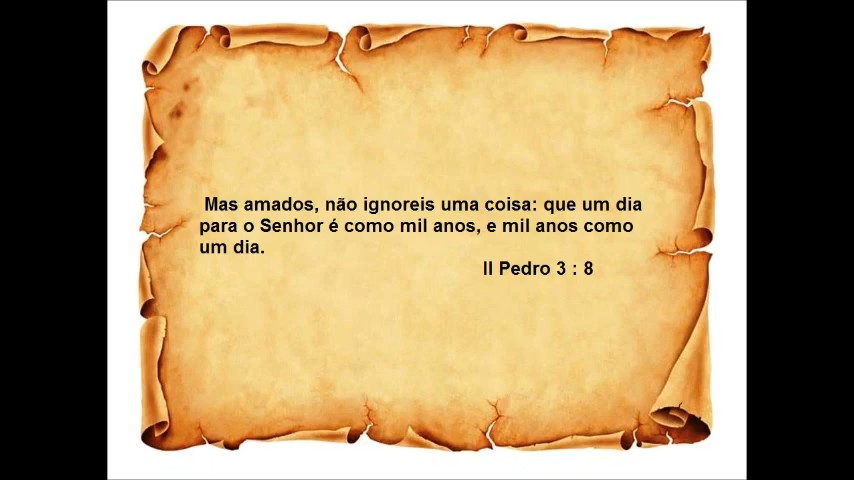 Mas amados, não ignoreis uma coisa: que um dia
para o Senhor é como mil anos, e mil anos como
um dia.
II Pedro 3 : 8